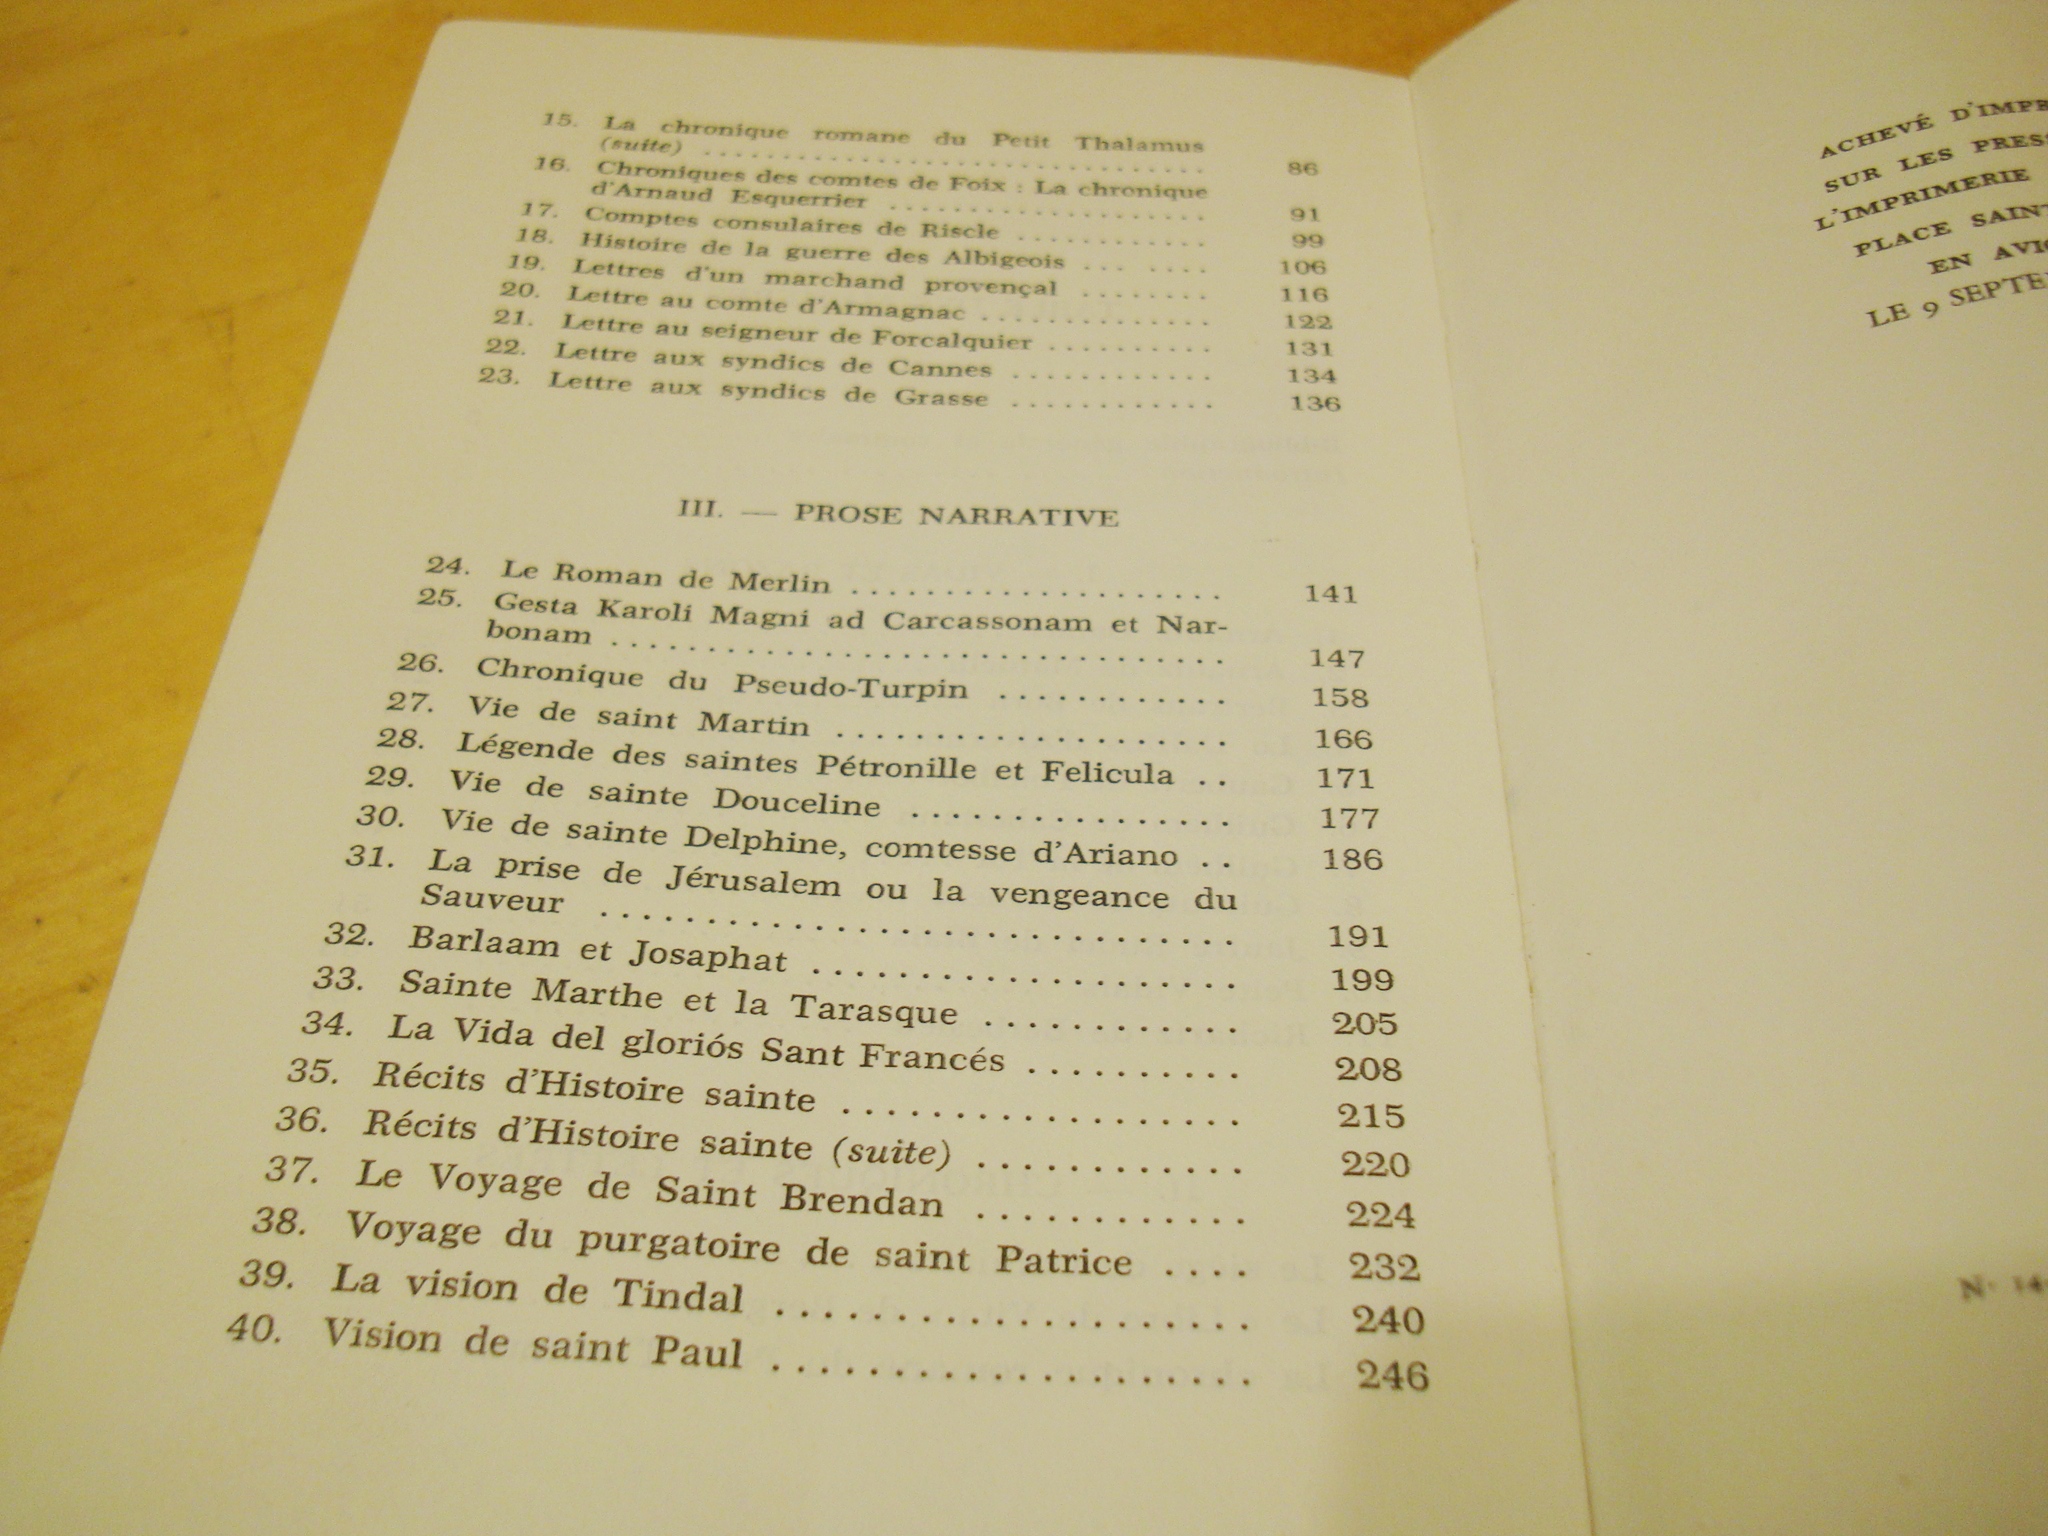 15. La chronique romane du Petit Thalamus
(suite) .................................. 86
16. Chroniques des comtes de Foix : La chronique
d'Arnaud Esquerrier .................... 91
17. Comptes consulaires de Riscle ............ 99
18. Histoire de la guerre des Albigeois ... .... 106
19. Lettres d'un marchand provençal ........ 116
20. Lettre au comte d'Armagnac .............. 122
21. Lettre au seigneur de Forcalquier .......... 131
22. Lettre aux syndics de Cannes ............ 134
23. Lettre aux syndics de Grasse ............ 136
III. — PROSE NARRATIVE
24. Le Roman de Merlin .................... 141
25. Gesta Karoli Magni ad Carcassonam et Nar-
bonam ................................ 147
26. Chronique du Pseudo-Turpin ............ 158
27. Vie de saint Martin .................... 166
28. Légende des saintes Pétronille et Felicula .. 171
29. Vie de sainte Douceline ................ 177
30. Vie de sainte Delphine, comtesse d'Ariano .. 186
31. La prise de Jérusalem ou la vengeance du
Sauveur .............................. 191
32. Barlaam et Josaphat .................... 199
33. Sainte Marthe et la Tarasque ............ 205
34. La Vida del gloriós Sant Francés .......... 208
35. Récits d'Histoire sainte .................. 215
36. Récits d'Histoire sainte (suite) ............ 220
37. Le Voyage de Saint Brendan ............ 224
38. Voyage du purgatoire de saint Patrice .... 232
39. La vision de Tindal .................... 240
40. Vision de saint Paul .................... 246
ACHEVÉ D'IMPR
SUR LES PRESS
L'IMPRIMERIE
PLACE SAINT
EN AVI
LE 9 SEPTE
N° 14